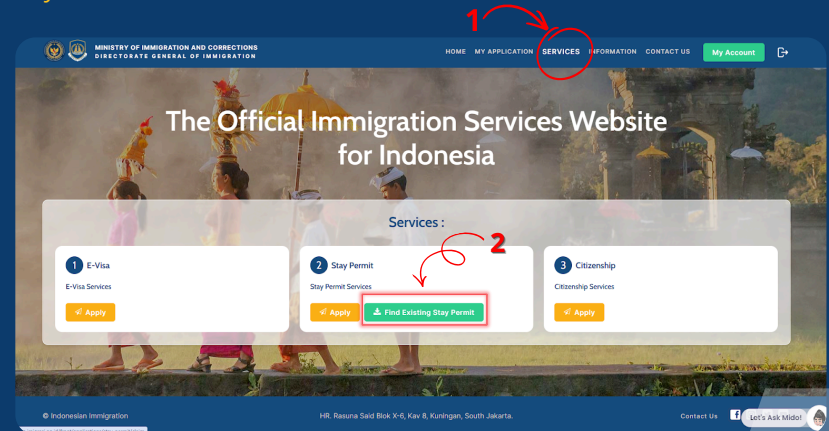 1
MINISTRY OF IMMIGRATION AND CORRECTIONS
DIRECTORATE GENERAL OF IMMIGRATION
HOME MY APPLICATION SERVICES INFORMATION CONTACT US My Account
The Official Immigration Services Website
for Indonesia
Services :
2
1 E-Visa
E-Visa Services
Apply
2 Stay Permit
Stay Permit Services
Apply Find Existing Stay Permit
3 Citizenship
Citizenship Services
Apply
© Indonesian Immigration
HR. Rasuna Said Blok X-6, Kav 8, Kuningan, South Jakarta.
Contact Us
Let's Ask Mido!